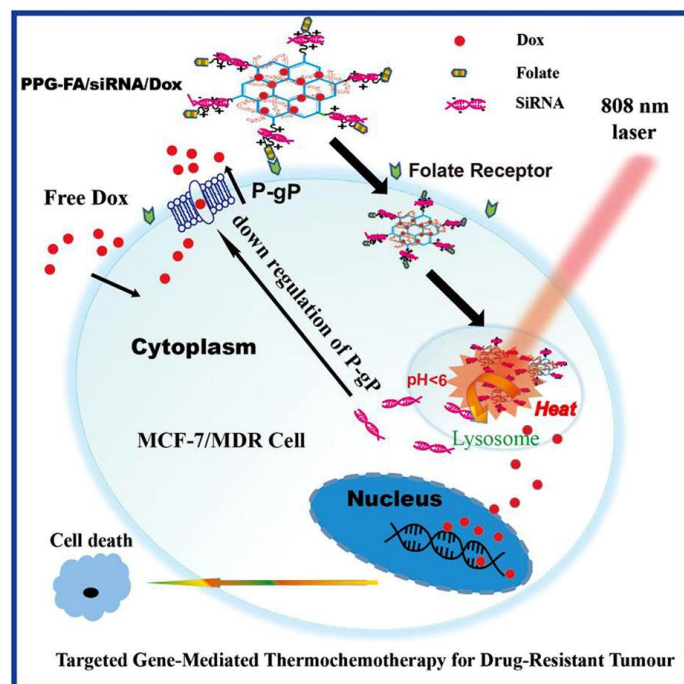 PPG-FA/siRNA/Dox
Dox
Folate
SiRNA
808 nm
laser
Free Dox
P-gP
Folate Receptor
down regulation of P-gP
Cytoplasm
pH<6
Heat
Lysosome
MCF-7/MDR Cell
Nucleus
Cell death
Targeted Gene-Mediated Thermochemotherapy for Drug-Resistant Tumour